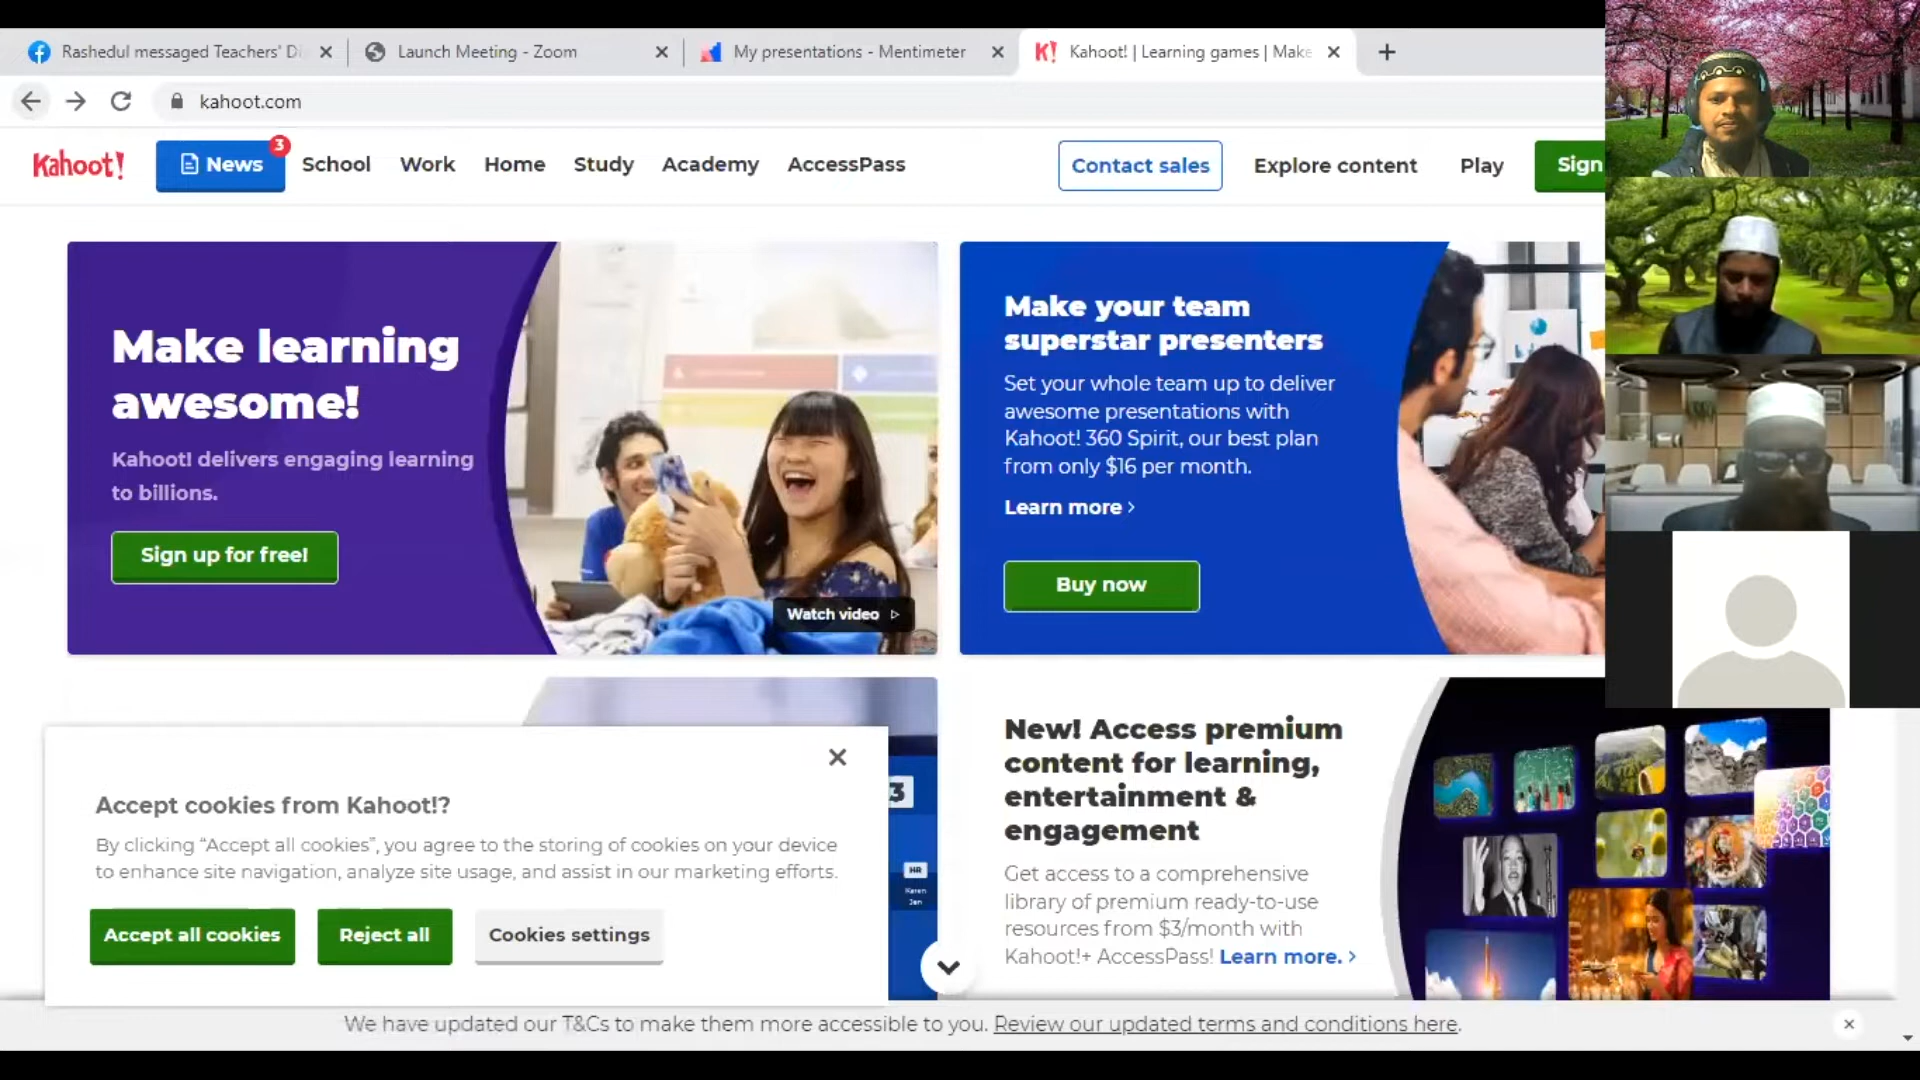 Rashedul messaged Teachers' Di
Launch Meeting - Zoom
My presentations - Mentimeter
K! Kahoot! | Learning games | Make
kahoot.com
Kahoot!
News
3
School
Work
Home
Study
Academy
AccessPass
Contact sales
Explore content
Play
Sign
Make learning
awesome!
Kahoot! delivers engaging learning
to billions.
Sign up for free!
Watch video
Make your team
superstar presenters
Set your whole team up to deliver
awesome presentations with
Kahoot! 360 Spirit, our best plan
from only $16 per month.
Learn more ›
Buy now
Accept cookies from Kahoot!?
By clicking “Accept all cookies”, you agree to the storing of cookies on your device
to enhance site navigation, analyze site usage, and assist in our marketing efforts.
Accept all cookies
Reject all
Cookies settings
3
HR
Karen
Jen
New! Access premium
content for learning,
entertainment &
engagement
Get access to a comprehensive
library of premium ready-to-use
resources from $3/month with
Kahoot!+ AccessPass! Learn more. ›
We have updated our T&Cs to make them more accessible to you. Review our updated terms and conditions here.